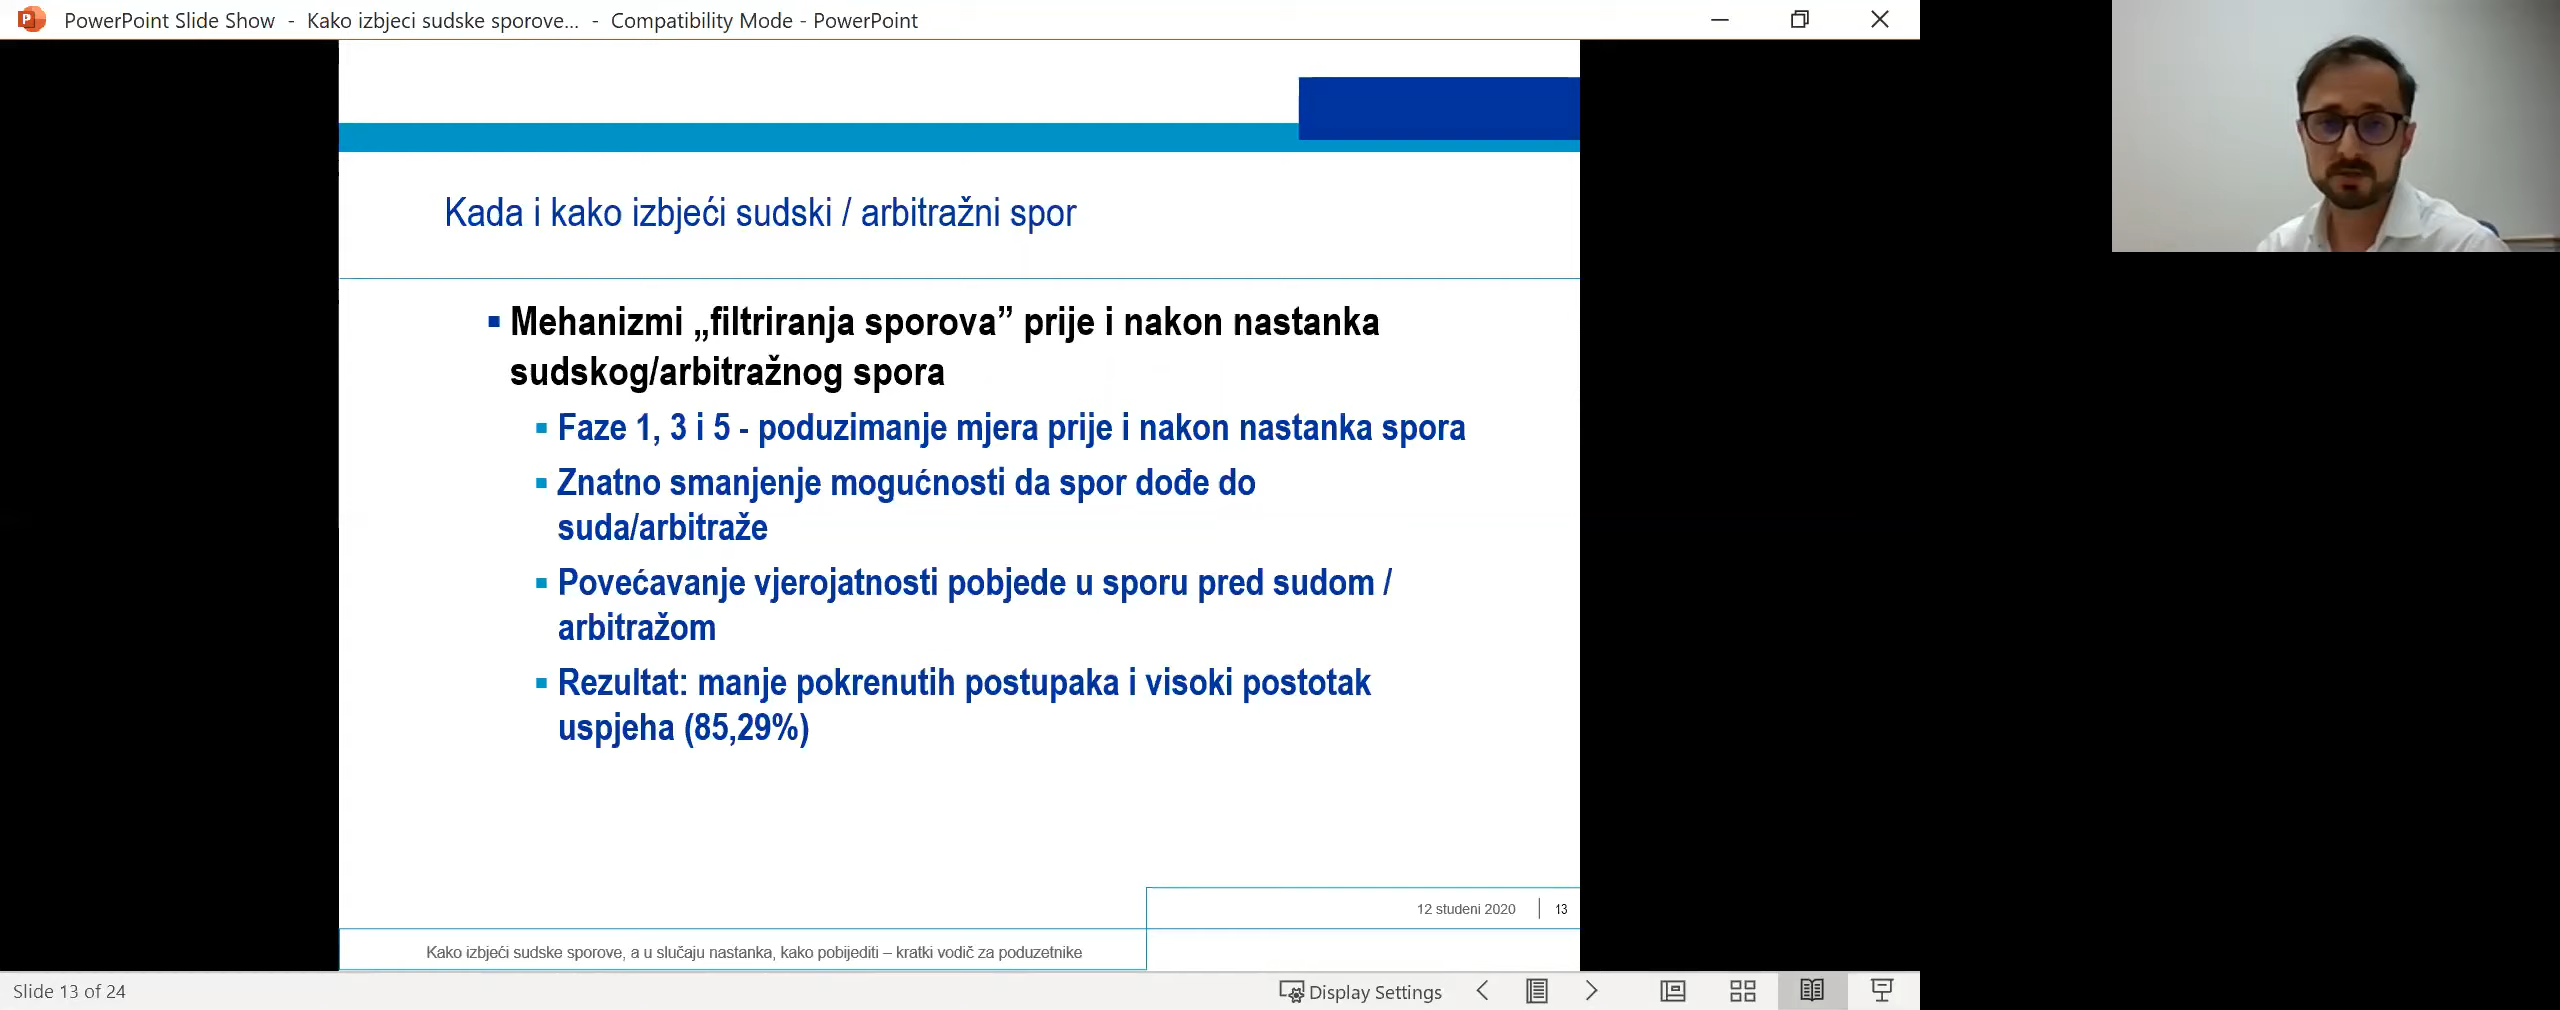 PowerPoint Slide Show - Kako izbjeci sudske sporove... - Compatibility Mode - PowerPoint
Kada i kako izbjeći sudski / arbitražni spor
Mehanizmi „filtriranja sporova” prije i nakon nastanka
sudskog/arbitražnog spora
Faze 1, 3 i 5 - poduzimanje mjera prije i nakon nastanka spora
Znatno smanjenje mogućnosti da spor dođe do
suda/arbitraže
Povećavanje vjerojatnosti pobjede u sporu pred sudom /
arbitražom
Rezultat: manje pokrenutih postupaka i visoki postotak
uspjeha (85,29%)
12 studeni 2020
13
Kako izbjeći sudske sporove, a u slučaju nastanka, kako pobijediti – kratki vodič za poduzetnike
Slide 13 of 24
Display Settings